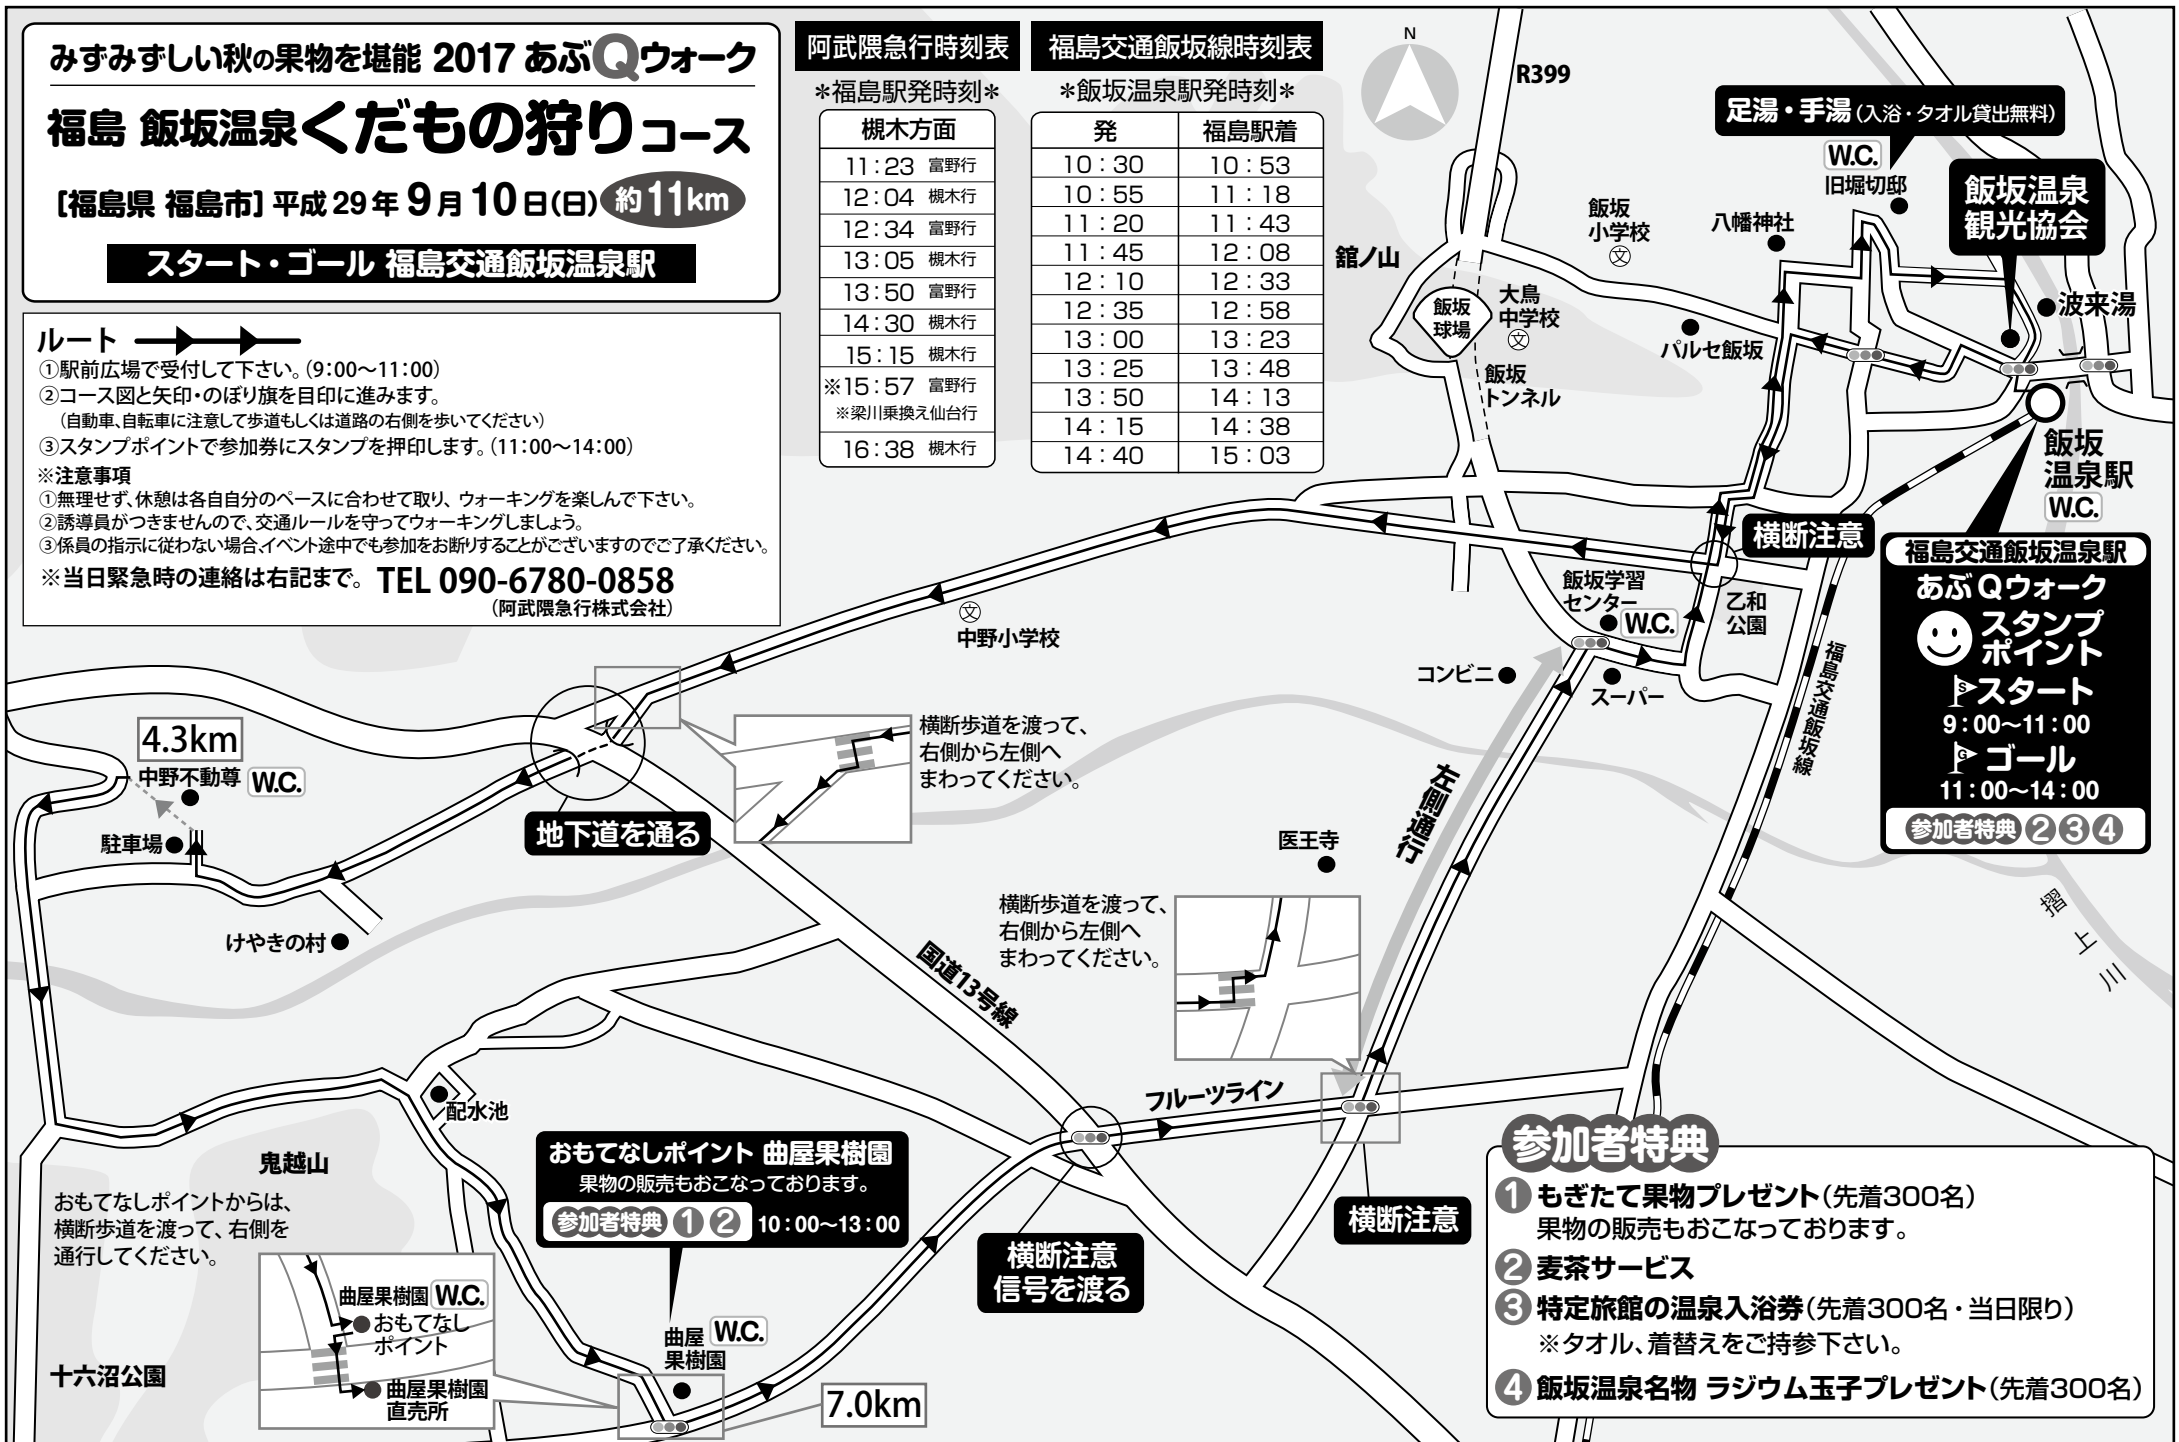 みずみずしい秋の果物を堪能 2017 あぶQウォーク
福島 飯坂温泉くだもの狩りコース
[福島県 福島市] 平成29年9月10日(日) 約11km
スタート・ゴール 福島交通飯坂温泉駅
ルート
①駅前広場で受付して下さい。(9:00〜11:00)
②コース図と矢印・のぼり旗を目印に進みます。
(自動車、自転車に注意して歩道もしくは道路の右側を歩いてください)
③スタンプポイントで参加券にスタンプを押印します。(11:00〜14:00)
※注意事項
①無理せず、休憩は各自自分のペースに合わせて取り、ウォーキングを楽しんで下さい。
②誘導員がつきませんので、交通ルールを守ってウォーキングしましょう。
③係員の指示に従わない場合、イベント途中でも参加をお断りすることがございますのでご了承ください。
※当日緊急時の連絡は右記まで。 TEL 090-6780-0858
(阿武隈急行株式会社)
阿武隈急行時刻表
＊福島駅発時刻＊
槻木方面
11:23 富野行
12:04 槻木行
12:34 富野行
13:05 槻木行
13:50 富野行
14:30 槻木行
15:15 槻木行
※15:57 富野行
※梁川乗換え仙台行
16:38 槻木行
福島交通飯坂線時刻表
＊飯坂温泉駅発時刻＊
発 福島駅着
10:30 10:53
10:55 11:18
11:20 11:43
11:45 12:08
12:10 12:33
12:35 12:58
13:00 13:23
13:25 13:48
13:50 14:13
14:15 14:38
14:40 15:03
N
R399
足湯・手湯(入浴・タオル貸出無料)
W.C.
旧堀切邸
飯坂温泉
観光協会
飯坂
小学校
文
八幡神社
舘ノ山
波来湯
飯坂
球場
大鳥
中学校
文
パルセ飯坂
飯坂
トンネル
飯坂
温泉駅
W.C.
横断注意
福島交通飯坂温泉駅
あぶQウォーク
スタンプ
ポイント
S スタート
9:00〜11:00
G ゴール
11:00〜14:00
参加者特典 ② ③ ④
飯坂学習
センター
W.C.
乙和
公園
福島交通飯坂線
文
中野小学校
コンビニ
スーパー
4.3km
中野不動尊 W.C.
駐車場
地下道を通る
横断歩道を渡って、
右側から左側へ
まわってください。
左側通行
医王寺
けやきの村
横断歩道を渡って、
右側から左側へ
まわってください。
国道13号線
摺上川
フルーツライン
配水池
鬼越山
おもてなしポイント 曲屋果樹園
果物の販売もおこなっております。
参加者特典 ① ② 10:00〜13:00
おもてなしポイントからは、
横断歩道を渡って、右側を
通行してください。
曲屋果樹園 W.C.
おもてなし
ポイント
曲屋果樹園
直売所
十六沼公園
曲屋
果樹園
W.C.
7.0km
横断注意
信号を渡る
横断注意
参加者特典
① もぎたて果物プレゼント(先着300名)
果物の販売もおこなっております。
② 麦茶サービス
③ 特定旅館の温泉入浴券(先着300名・当日限り)
※タオル、着替えをご持参下さい。
④ 飯坂温泉名物 ラジウム玉子プレゼント(先着300名)